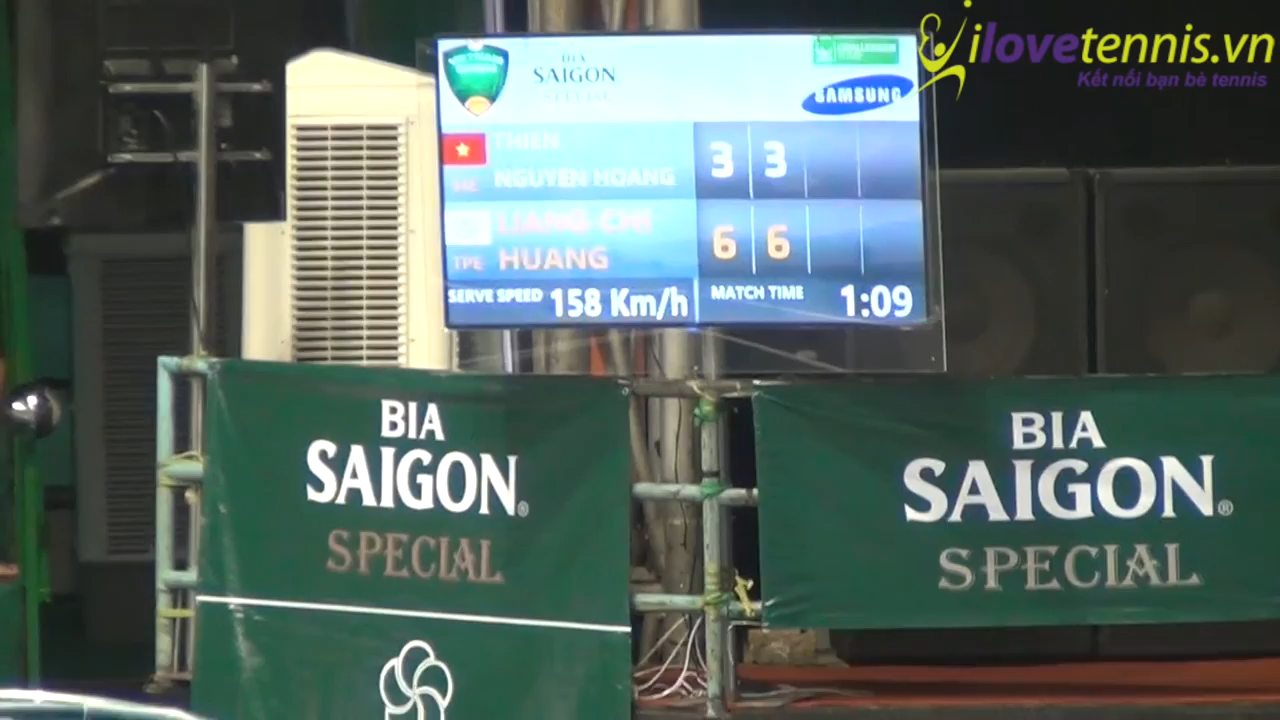 ilovetennis.vn
Kết nối bạn bè tennis
BIA
SAIGON
SPECIAL
SAMSUNG
THIEN
NGUYEN HOANG
3 3
VIE
LIANG-CHI
HUANG
6 6
TPE
SERVE SPEED 158 Km/h
MATCH TIME 1:09
BIA
SAIGON®
SPECIAL
BIA
SAIGON®
SPECIAL